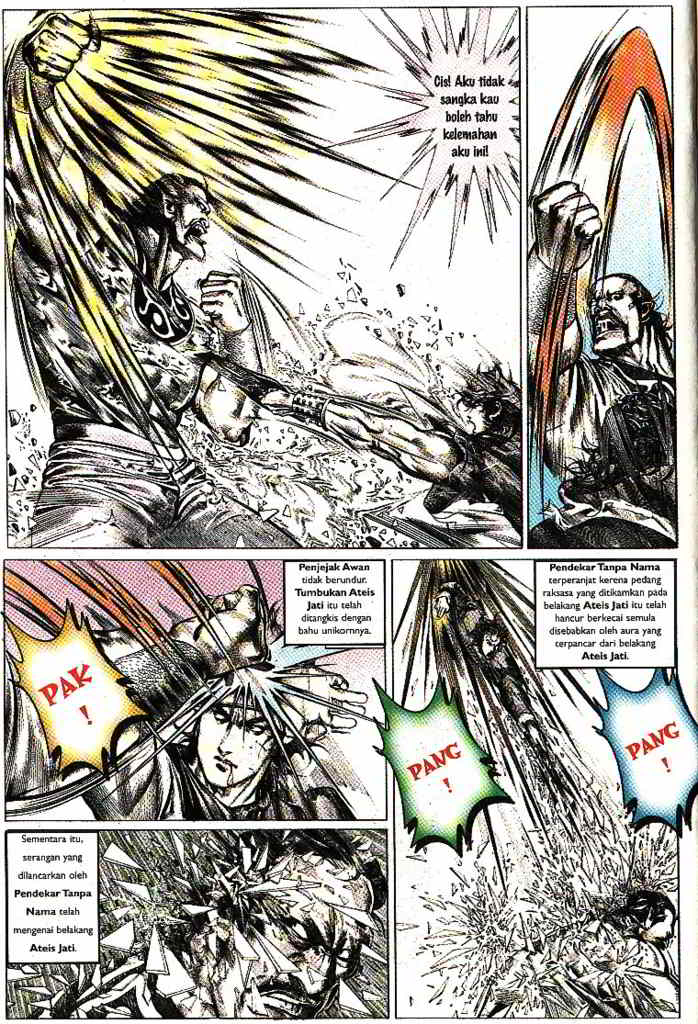 Cis! Aku tidak
sangka kau
boleh tahu
kelemahan
aku ini!
Penjejak Awan
tidak berundur.
Tumbukan Ateis
Jati itu telah
ditangkis dengan
bahu unikornnya.
PAK
!
Pendekar Tanpa Nama
terperanjat kerena pedang
raksasa yang ditikamkan pada
belakang Ateis Jati itu telah
hancur berkecai semula
disebabkan oleh aura yang
terpancar dari belakang
Ateis Jati.
PANG
!
PANG
!
Sementara itu,
serangan yang
dilancarkan oleh
Pendekar Tanpa
Nama telah
mengenai belakang
Ateis Jati.